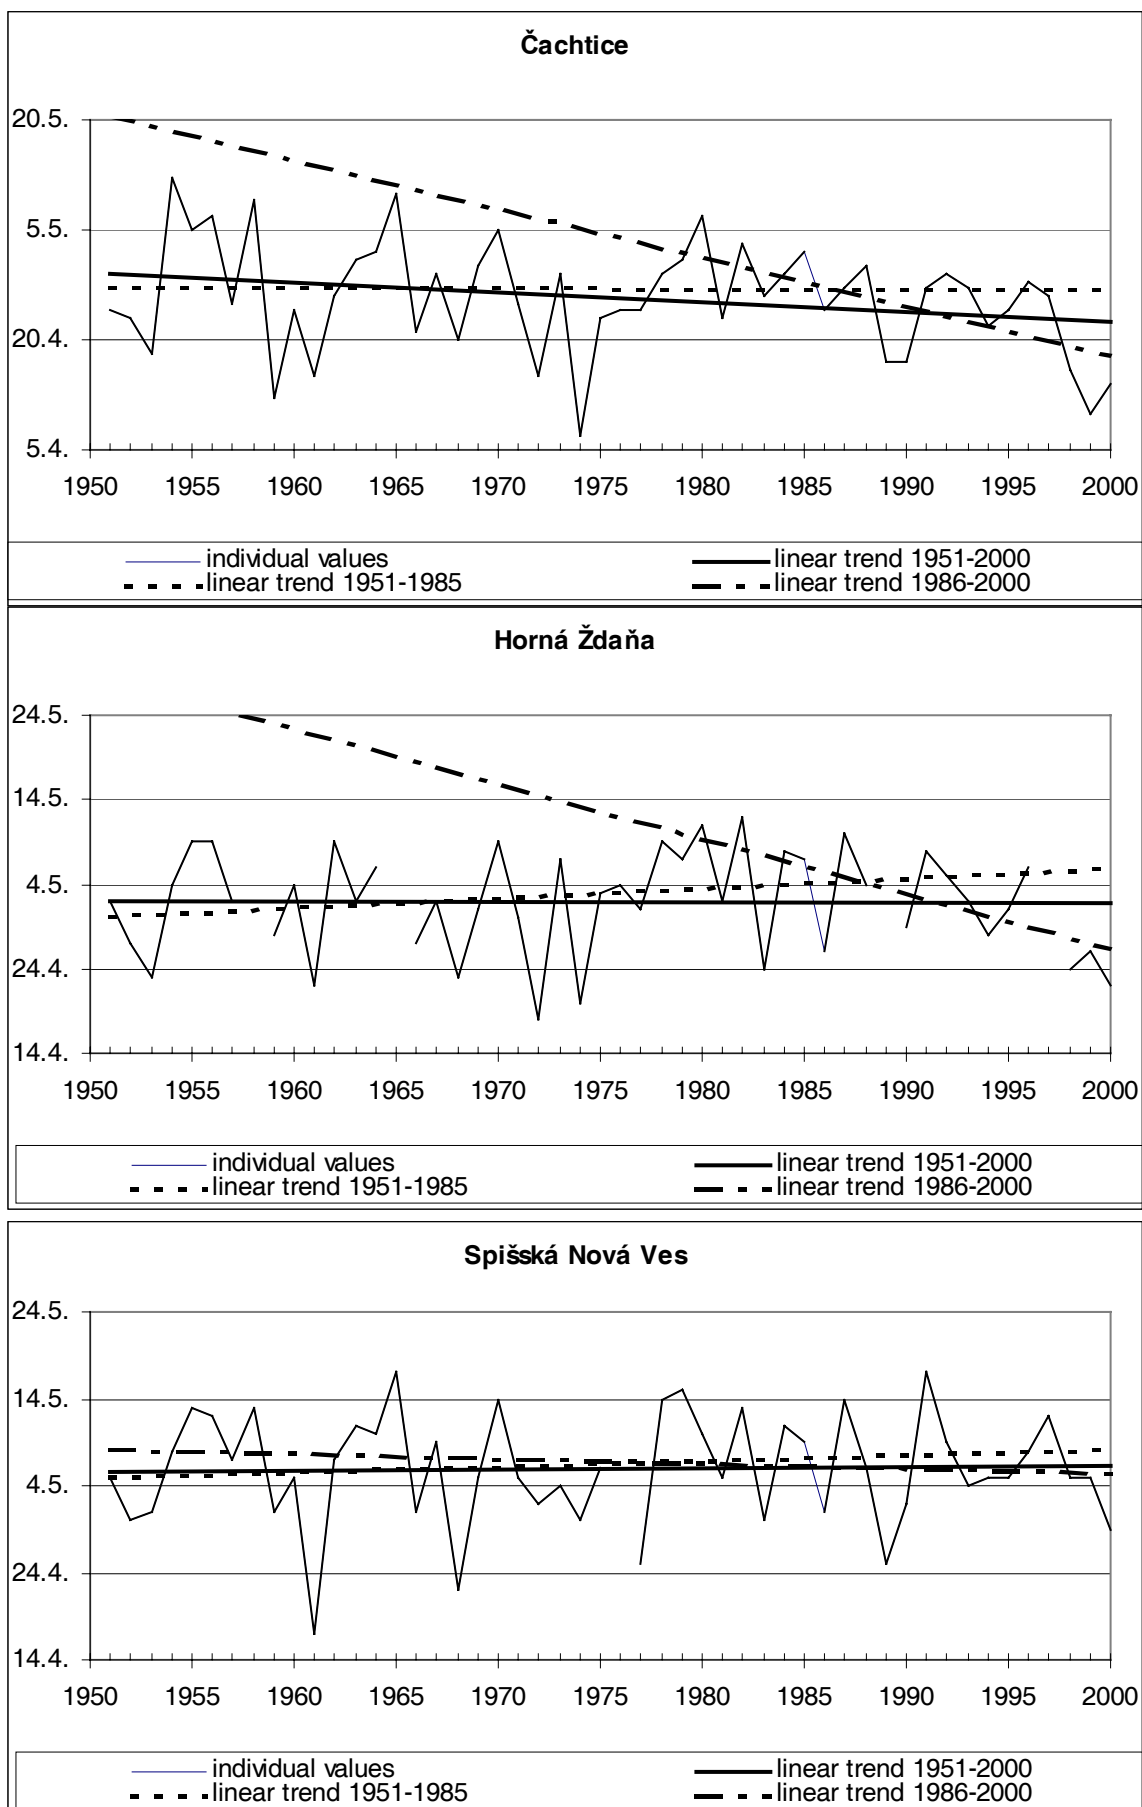 Čachtice
20.5.
5.5.
20.4.
5.4.
1950 1955 1960 1965 1970 1975 1980 1985 1990 1995 2000
individual values linear trend 1951-2000
linear trend 1951-1985 linear trend 1986-2000
Horná Ždaňa
24.5.
14.5.
4.5.
24.4.
14.4.
1950 1955 1960 1965 1970 1975 1980 1985 1990 1995 2000
individual values linear trend 1951-2000
linear trend 1951-1985 linear trend 1986-2000
Spišská Nová Ves
24.5.
14.5.
4.5.
24.4.
14.4.
1950 1955 1960 1965 1970 1975 1980 1985 1990 1995 2000
individual values linear trend 1951-2000
linear trend 1951-1985 linear trend 1986-2000